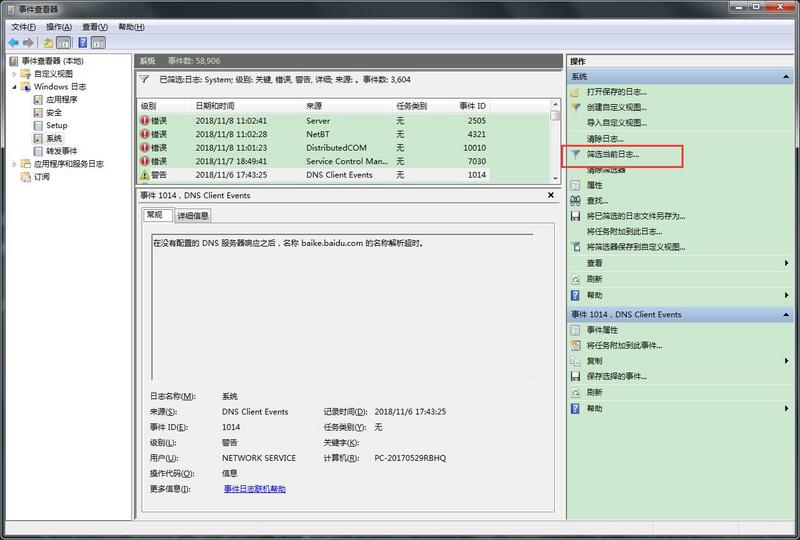 事件查看器
文件(F) 操作(A) 查看(V) 帮助(H)
事件查看器 (本地)
自定义视图
Windows 日志
应用程序
安全
Setup
系统
转发事件
应用程序和服务日志
订阅
系统 事件数: 58,906
已筛选:日志: System; 级别: 关键, 错误, 警告, 详细; 来源: 。事件数: 3,604
级别 日期和时间 来源 任务类别 事件 ID
错误 2018/11/8 11:02:41 Server 无 2505
错误 2018/11/8 11:02:28 NetBT 无 4321
错误 2018/11/8 11:01:23 DistributedCOM 无 10010
错误 2018/11/7 18:49:41 Service Control Man... 无 7030
警告 2018/11/6 17:43:25 DNS Client Events 无 1014
事件 1014，DNS Client Events
常规 详细信息
在没有配置的 DNS 服务器响应之后，名称 baike.baidu.com 的名称解析超时。
日志名称(M): 系统
来源(S): DNS Client Events 记录时间(D): 2018/11/6 17:43:25
事件 ID(E): 1014 任务类别(Y): 无
级别(L): 警告 关键字(K):
用户(U): NETWORK SERVICE 计算机(R): PC-20170529RBHQ
操作代码(O): 信息
更多信息(I): 事件日志联机帮助
操作
系统
打开保存的日志...
创建自定义视图...
导入自定义视图...
清除日志...
筛选当前日志...
清除筛选器
属性
查找...
将已筛选的日志文件另存为...
将任务附加到此日志...
将筛选器保存到自定义视图...
查看
刷新
帮助
事件 1014，DNS Client Events
事件属性
将任务附加到此事件...
复制
保存选择的事件...
刷新
帮助